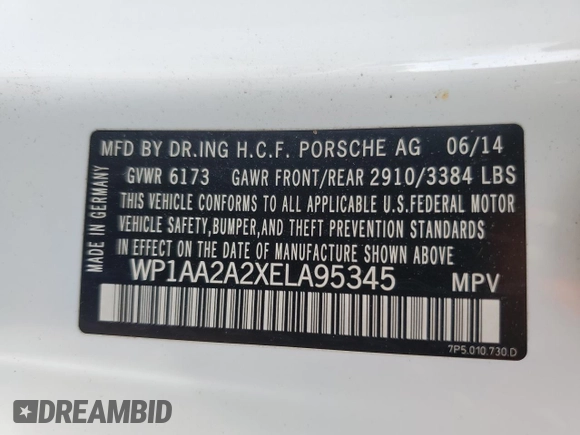 MFD BY DR.ING H.C.F. PORSCHE AG 06/14
GVWR 6173 GAWR FRONT/REAR 2910/3384 LBS
THIS VEHICLE CONFORMS TO ALL APPLICABLE U.S.FEDERAL MOTOR
VEHICLE SAFETY,BUMPER,AND THEFT PREVENTION STANDARDS
IN EFFECT ON THE DATE OF MANUFACTURE SHOWN ABOVE.
WP1AA2A2XELA95345 MPV
MADE IN GERMANY
7P5.010.730.D
DREAMBID